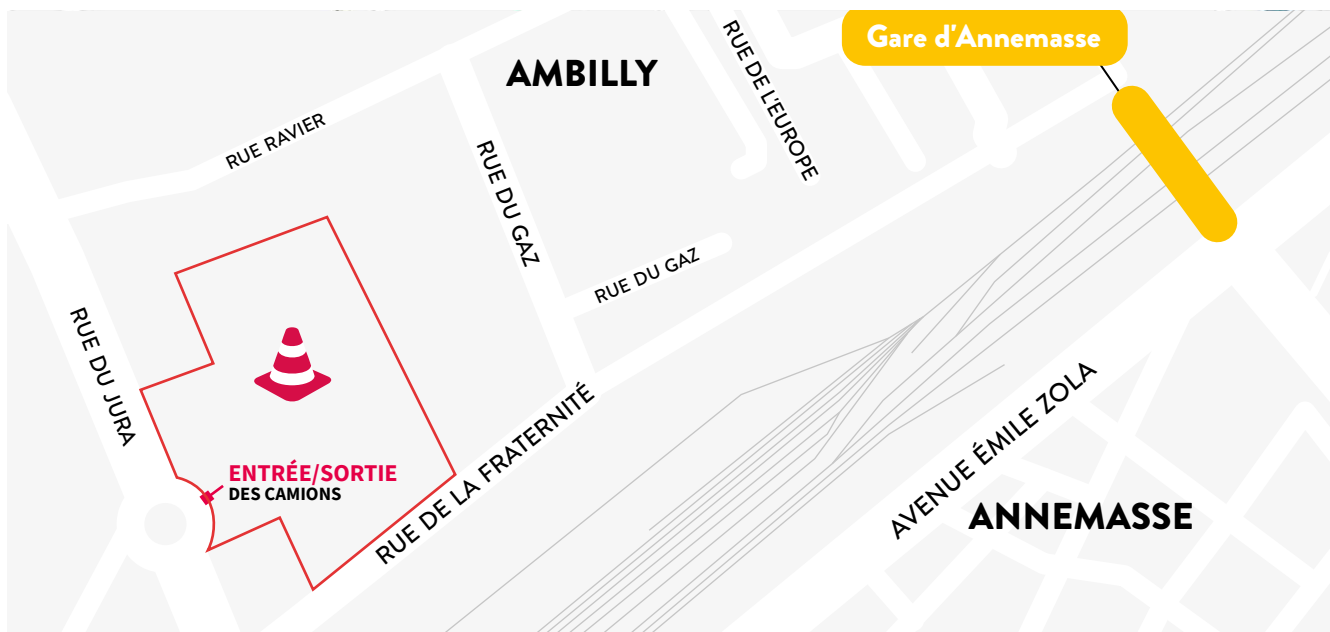 Gare d'Annemasse
AMBILLY
RUE DE L'EUROPE
RUE RAVIER
RUE DU GAZ
RUE DU GAZ
RUE DU JURA
AVENUE ÉMILE ZOLA
RUE DE LA FRATERNITÉ
ENTRÉE/SORTIE
DES CAMIONS
ANNEMASSE